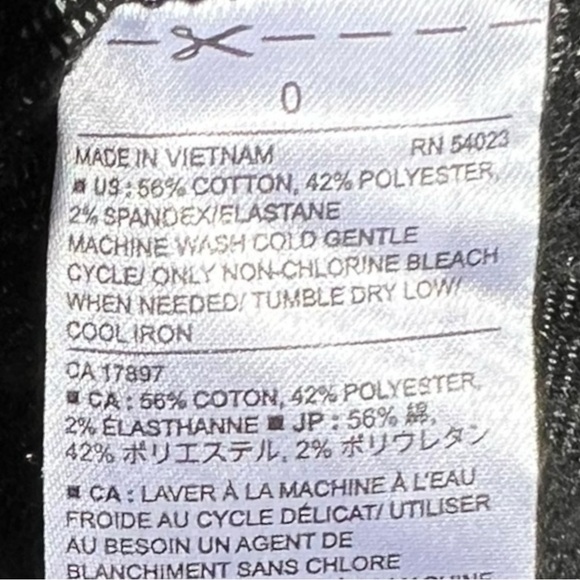 0
MADE IN VIETNAM RN 54023
US : 56% COTTON, 42% POLYESTER,
2% SPANDEX/ELASTANE
MACHINE WASH COLD GENTLE
CYCLE/ ONLY NON-CHLORINE BLEACH
WHEN NEEDED/ TUMBLE DRY LOW/
COOL IRON
CA 17897
CA : 56% COTON, 42% POLYESTER,
2% ÉLASTHANNE ■ JP : 56% 綿,
42% ポリエステル, 2% ポリウレタン
CA : LAVER À LA MACHINE À L'EAU
FROIDE AU CYCLE DÉLICAT/ UTILISER
AU BESOIN UN AGENT DE
BLANCHIMENT SANS CHLORE